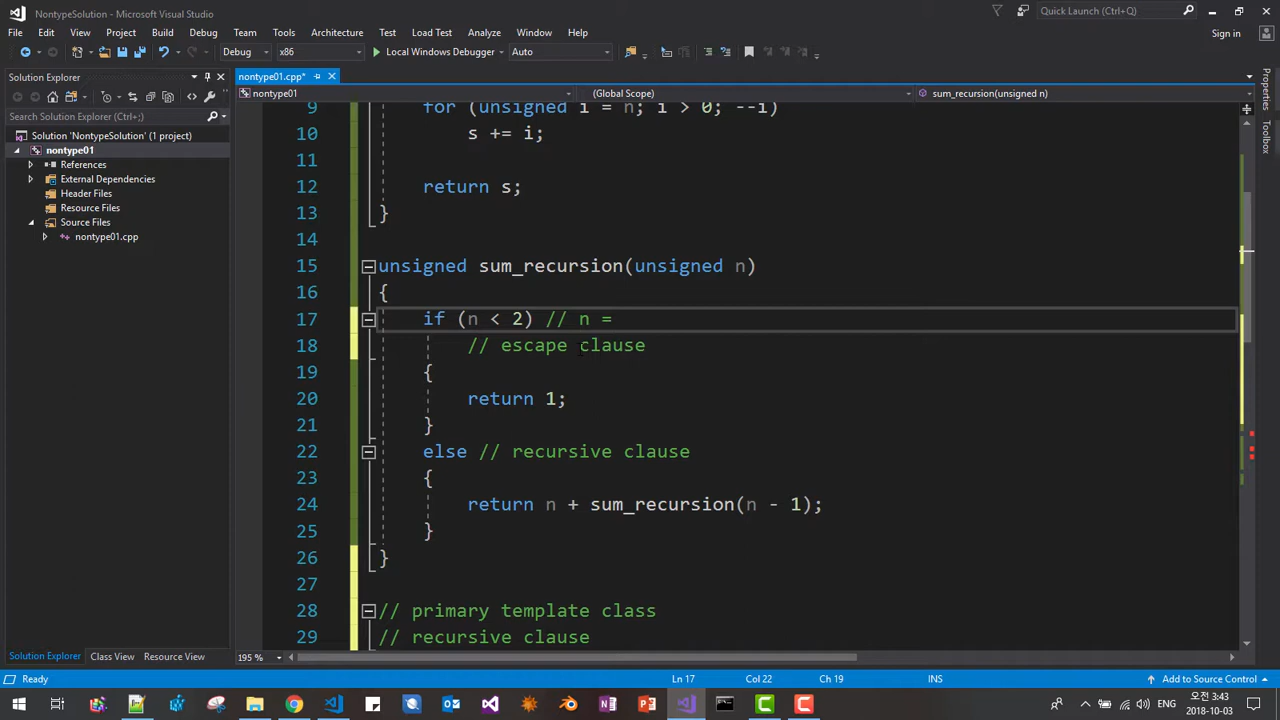 NontypeSolution - Microsoft Visual Studio
Quick Launch (Ctrl+Q)
File Edit View Project Build Debug Team Tools Architecture Test Load Test Analyze Window Help
Sign in
Debug x86 Local Windows Debugger Auto
Solution Explorer
nontype01.cpp*
nontype01
(Global Scope)
sum_recursion(unsigned n)
Search Solution Explorer (Ctrl+;)
Solution 'NontypeSolution' (1 project)
nontype01
References
External Dependencies
Header Files
Resource Files
Source Files
nontype01.cpp
9 for (unsigned i = n; i > 0; --i)
10 s += i;
11
12 return s;
13 }
14
15 unsigned sum_recursion(unsigned n)
16 {
17 if (n < 2) // n =
18 // escape clause
19 {
20 return 1;
21 }
22 else // recursive clause
23 {
24 return n + sum_recursion(n - 1);
25 }
26 }
27
28 // primary template class
29 // recursive clause
Properties
Toolbox
Solution Explorer Class View Resource View
195 %
Ready
Ln 17 Col 22 Ch 19 INS
Add to Source Control
ENG
오전 3:43
2018-10-03